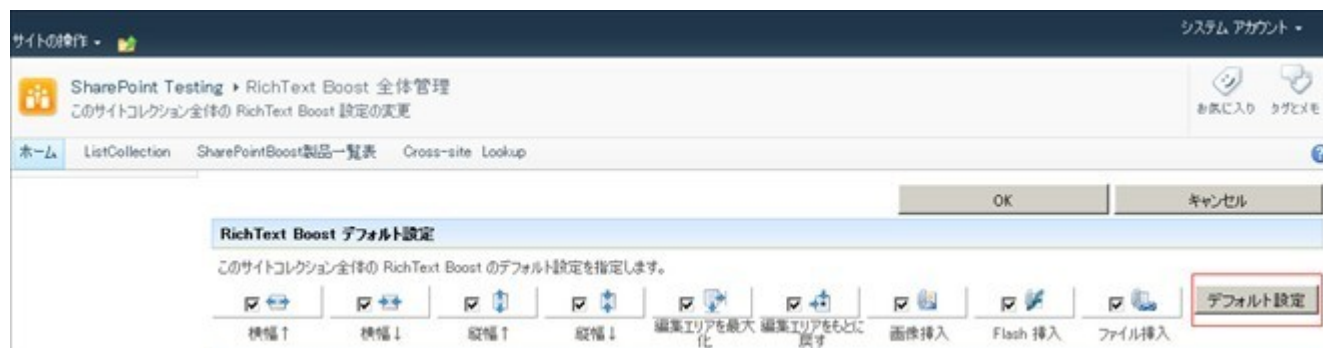 システム アカウント
サイトの操作
SharePoint Testing ▸ RichText Boost 全体管理
このサイトコレクション全体の RichText Boost 設定の変更
お気に入り タグとメモ
ホーム ListCollection SharePointBoost製品一覧表 Cross-site Lookup
OK キャンセル
RichText Boost デフォルト設定
このサイトコレクション全体の RichText Boost のデフォルト設定を指定します。
デフォルト設定
横幅↑ 横幅↓ 縦幅↑ 縦幅↓ 編集エリアを最大化 編集エリアをもとに戻す 画像挿入 Flash 挿入 ファイル挿入